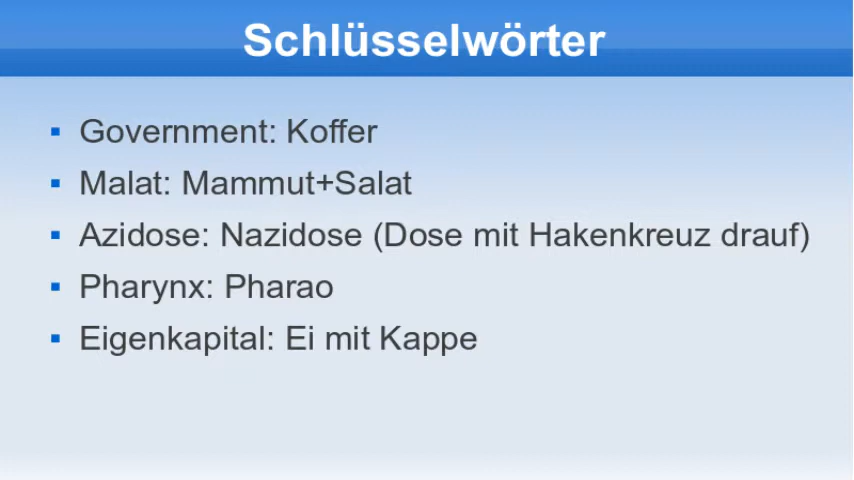 Schlüsselwörter
Government: Koffer
Malat: Mammut+Salat
Azidose: Nazidose (Dose mit Hakenkreuz drauf)
Pharynx: Pharao
Eigenkapital: Ei mit Kappe